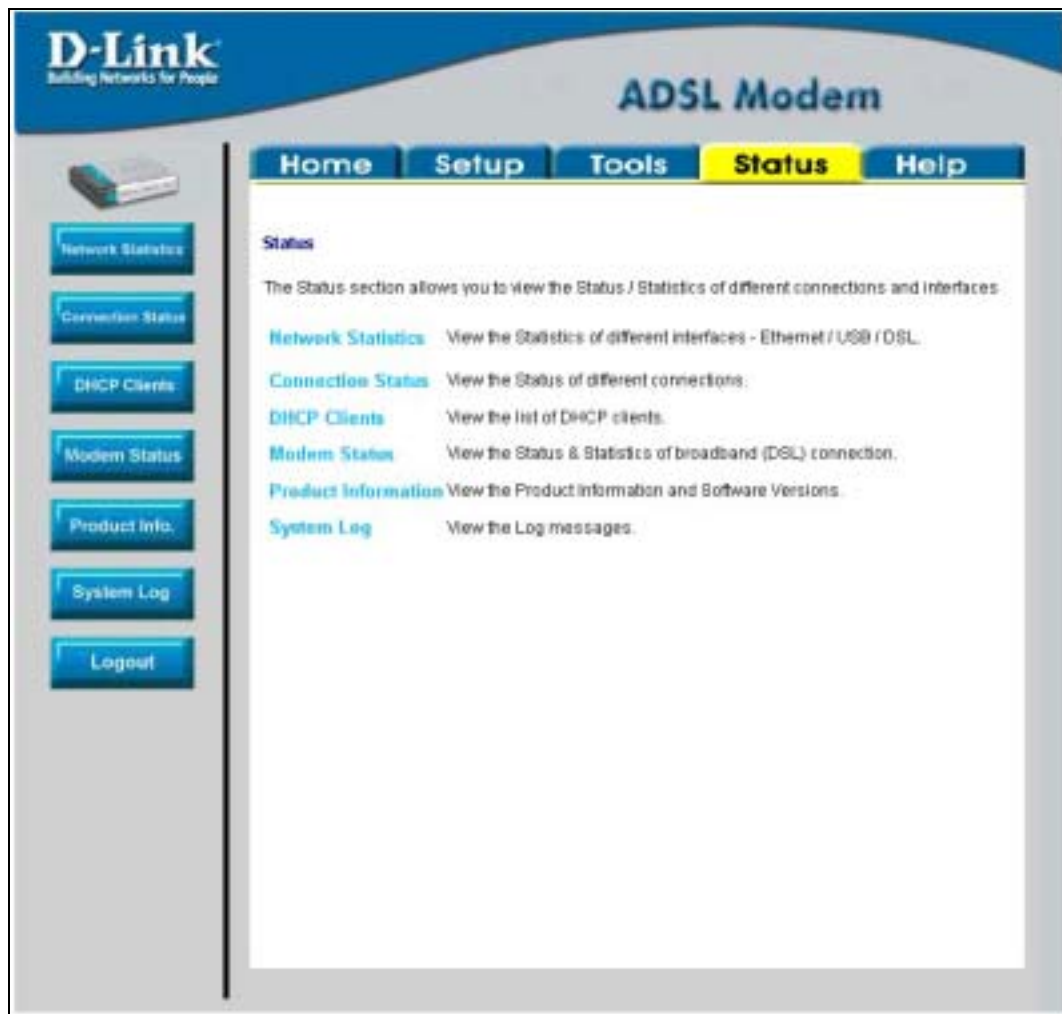 D-Link
Building Networks for People
ADSL Modem
Home Setup Tools Status Help
Network Statistics
Connection Status
DHCP Clients
Modem Status
Product Info.
System Log
Logout
Status
The Status section allows you to view the Status / Statistics of different connections and interfaces
Network Statistics View the Statistics of different interfaces - Ethernet / USB / DSL.
Connection Status View the Status of different connections.
DHCP Clients View the list of DHCP clients.
Modem Status View the Status & Statistics of broadband (DSL) connection.
Product Information View the Product Information and Software Versions.
System Log View the Log messages.